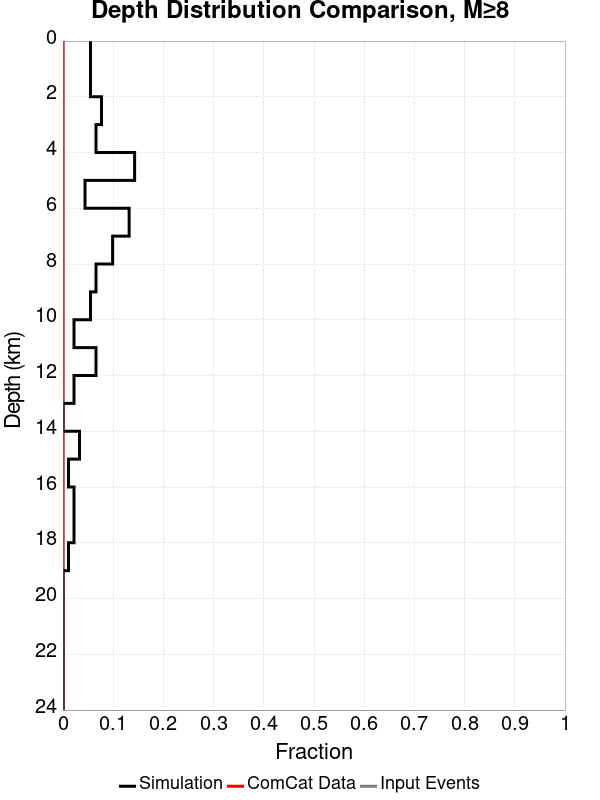 Depth Distribution Comparison, M≥8
0
2
4
6
8
10
12
14
16
18
20
22
24
Depth (km)
0 0.1 0.2 0.3 0.4 0.5 0.6 0.7 0.8 0.9 1
Fraction
Simulation ComCat Data Input Events